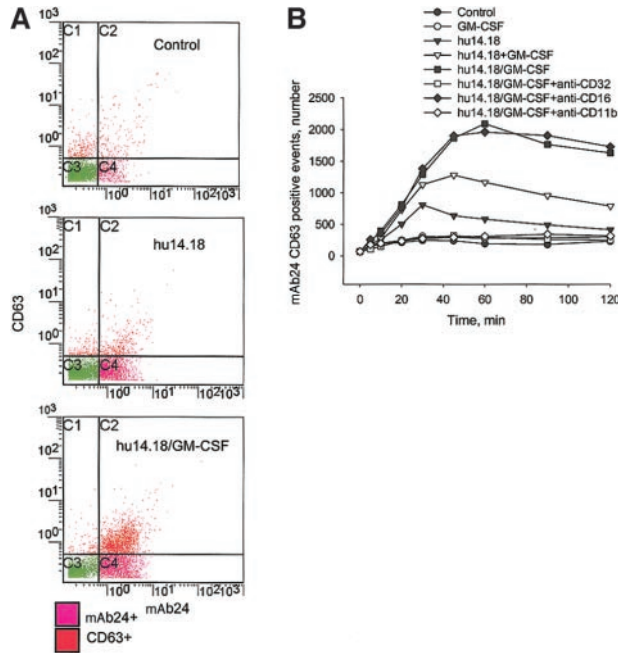 A
C1 C2
Control
C3 C4
10³
10²
10¹
10⁰
10⁰ 10¹ 10² 10³
C1 C2
hu14.18
C3 C4
10³
10²
10¹
10⁰
10⁰ 10¹ 10² 10³
CD63
C1 C2
hu14.18/GM-CSF
C3 C4
10³
10²
10¹
10⁰
10⁰ 10¹ 10² 10³
mAb24
mAb24+
CD63+
B
Control
GM-CSF
hu14.18
hu14.18+GM-CSF
hu14.18/GM-CSF
hu14.18/GM-CSF+anti-CD32
hu14.18/GM-CSF+anti-CD16
hu14.18/GM-CSF+anti-CD11b
mAb24 CD63 positive events, number
2500
2000
1500
1000
500
0
0 20 40 60 80 100 120
Time, min